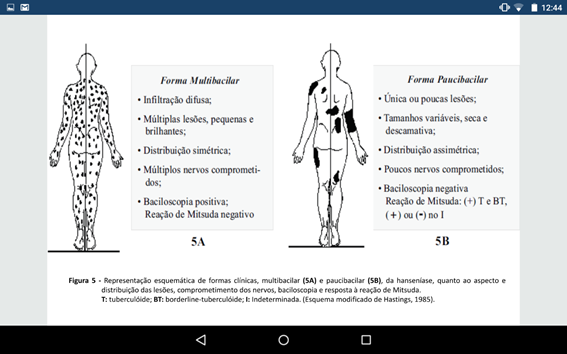 12:44
Forma Multibacilar
• Infiltração difusa;
• Múltiplas lesões, pequenas e
brilhantes;
• Distribuição simétrica;
• Múltiplos nervos comprometi-
dos;
• Baciloscopia positiva;
Reação de Mitsuda negativo
5A
Forma Paucibacilar
• Única ou poucas lesões;
• Tamanhos variáveis, seca e
descamativa;
• Distribuição assimétrica;
• Poucos nervos comprometidos;
• Baciloscopia negativa
Reação de Mitsuda: (+) T e BT,
(+) ou (-) no I
5B
Figura 5 - Representação esquemática de formas clínicas, multibacilar (5A) e paucibacilar (5B), da hanseníase, quanto ao aspecto e
distribuição das lesões, comprometimento dos nervos, baciloscopia e resposta à reação de Mitsuda.
T: tuberculóide; BT: borderline-tuberculóide; I: Indeterminada. (Esquema modificado de Hastings, 1985).